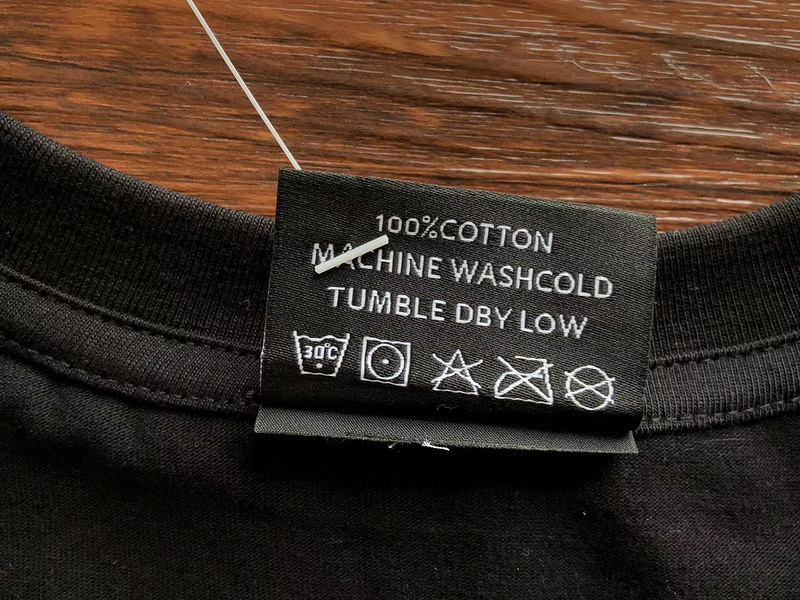 100%COTTON
MACHINE WASHCOLD
TUMBLE DBY LOW
30°C